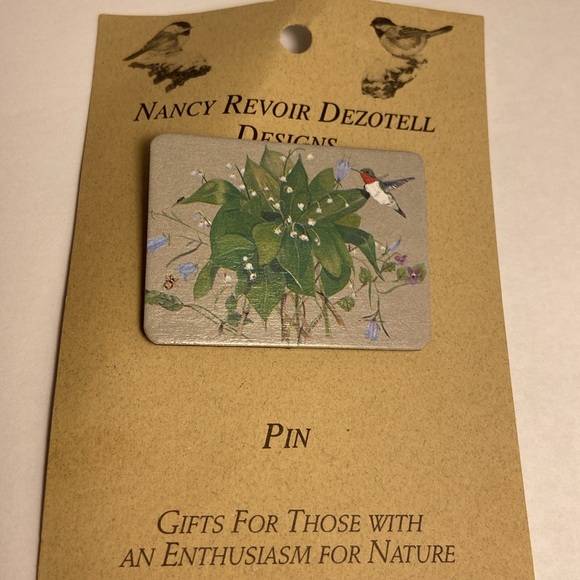 NANCY REVOIR DEZOTELL
DESIGNS
PIN
GIFTS FOR THOSE WITH
AN ENTHUSIASM FOR NATURE